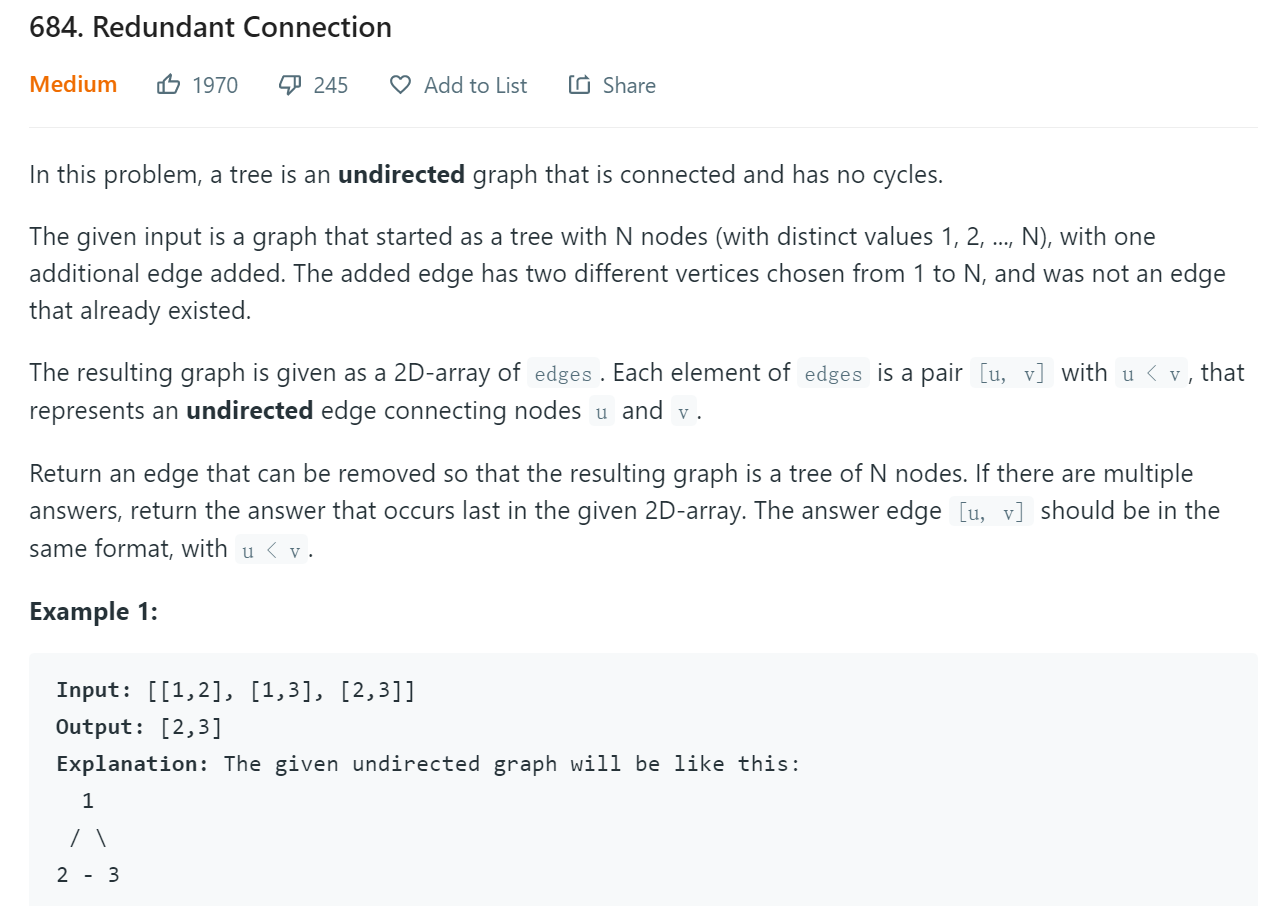 684. Redundant Connection
Medium 1970 245 Add to List Share
In this problem, a tree is an undirected graph that is connected and has no cycles.
The given input is a graph that started as a tree with N nodes (with distinct values 1, 2, ..., N), with one
additional edge added. The added edge has two different vertices chosen from 1 to N, and was not an edge
that already existed.
The resulting graph is given as a 2D-array of edges . Each element of edges is a pair [u, v] with u < v , that
represents an undirected edge connecting nodes u and v .
Return an edge that can be removed so that the resulting graph is a tree of N nodes. If there are multiple
answers, return the answer that occurs last in the given 2D-array. The answer edge [u, v] should be in the
same format, with u < v .
Example 1:
Input: [[1,2], [1,3], [2,3]]
Output: [2,3]
Explanation: The given undirected graph will be like this:
1
/ \
2 - 3